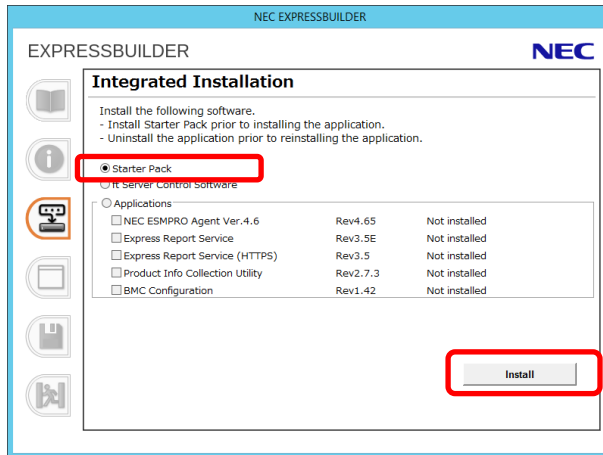 NEC EXPRESSBUILDER
EXPRESSBUILDER NEC
Integrated Installation
Install the following software.
- Install Starter Pack prior to installing the application.
- Uninstall the application prior to reinstalling the application.
Starter Pack
ft Server Control Software
Applications
NEC ESMPRO Agent Ver.4.6 Rev4.65 Not installed
Express Report Service Rev3.5E Not installed
Express Report Service (HTTPS) Rev3.5 Not installed
Product Info Collection Utility Rev2.7.3 Not installed
BMC Configuration Rev1.42 Not installed
Install